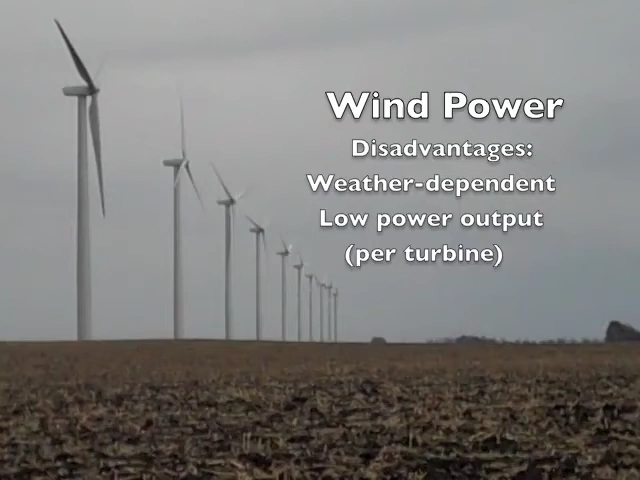 Wind Power
Disadvantages:
Weather-dependent
Low power output
(per turbine)